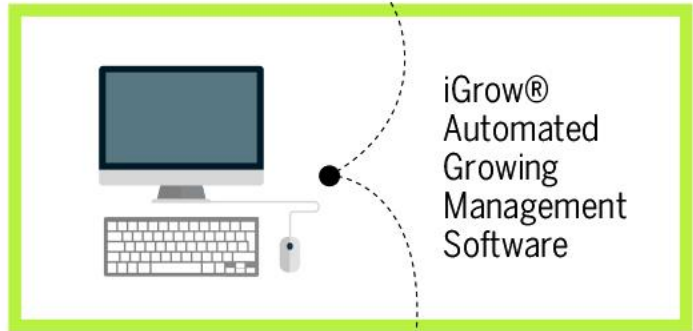 iGrow®
Automated
Growing
Management
Software